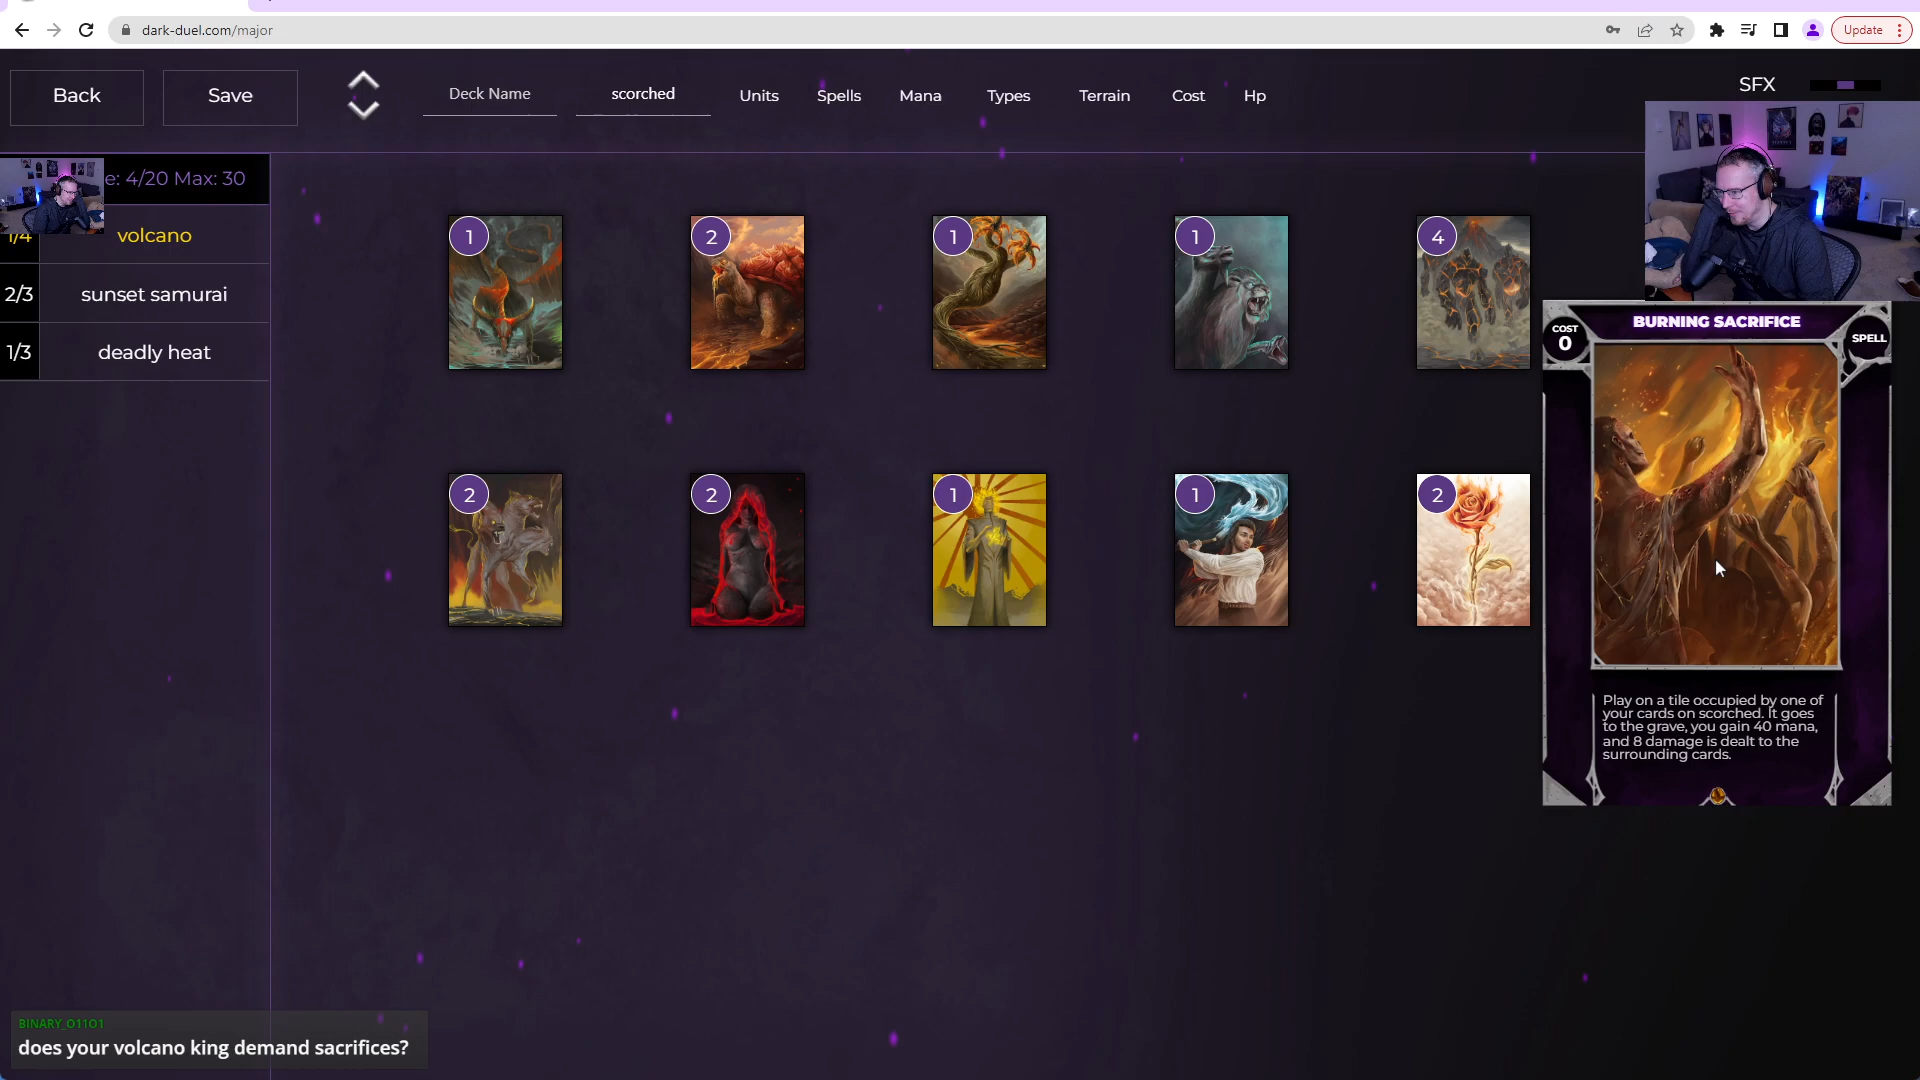 dark-duel.com/major
Update
Back
Save
Deck Name
scorched
Units
Spells
Mana
Types
Terrain
Cost
Hp
SFX
e: 4/20 Max: 30
1/4 volcano
2/3 sunset samurai
1/3 deadly heat
1
2
1
1
4
2
2
1
1
2
COST
0
BURNING SACRIFICE
SPELL
Play on a tile occupied by one of
your cards on scorched. It goes
to the grave, you gain 40 mana,
and 8 damage is dealt to the
surrounding cards.
BINARY_O11O1
does your volcano king demand sacrifices?